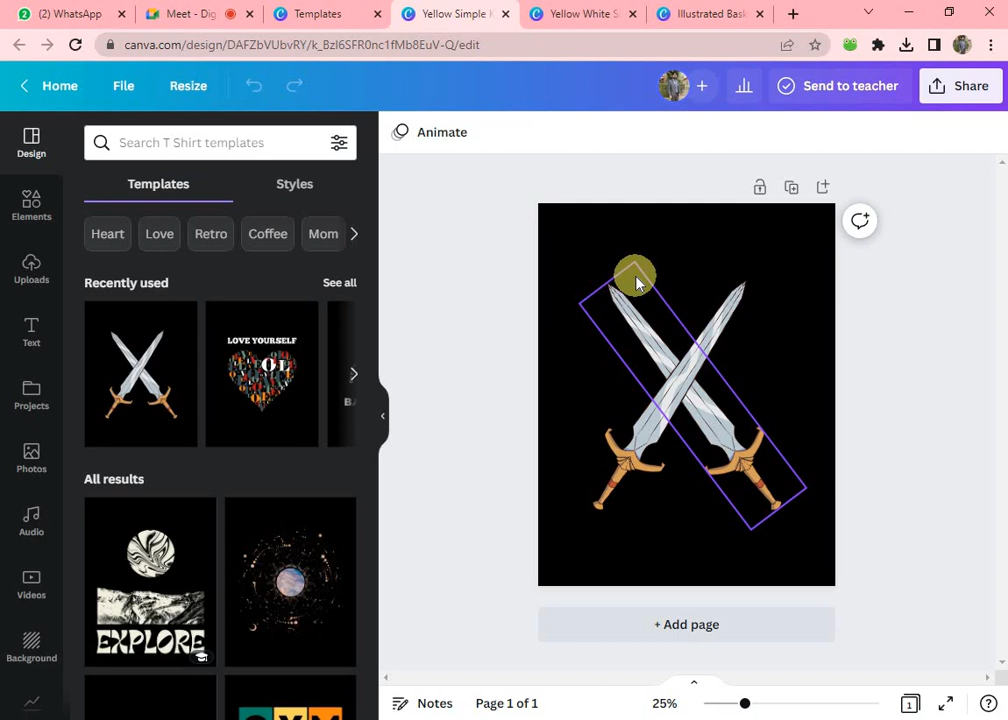 WhatsApp
Meet - Dig
Templates
Yellow Simple
Yellow White S
Illustrated Bask
canva.com/design/DAFZbVUbvRY/k_BzI6SFR0nc1fMb8EuV-Q/edit
Home
File
Resize
Send to teacher
Share
Design
Elements
Uploads
Text
Projects
Photos
Audio
Videos
Background
Search T Shirt templates
Templates
Styles
Heart
Love
Retro
Coffee
Mom
Recently used
See all
LOVE YOURSELF
All results
EXPLORE
GYM
Animate
+ Add page
Notes
Page 1 of 1
25%
1